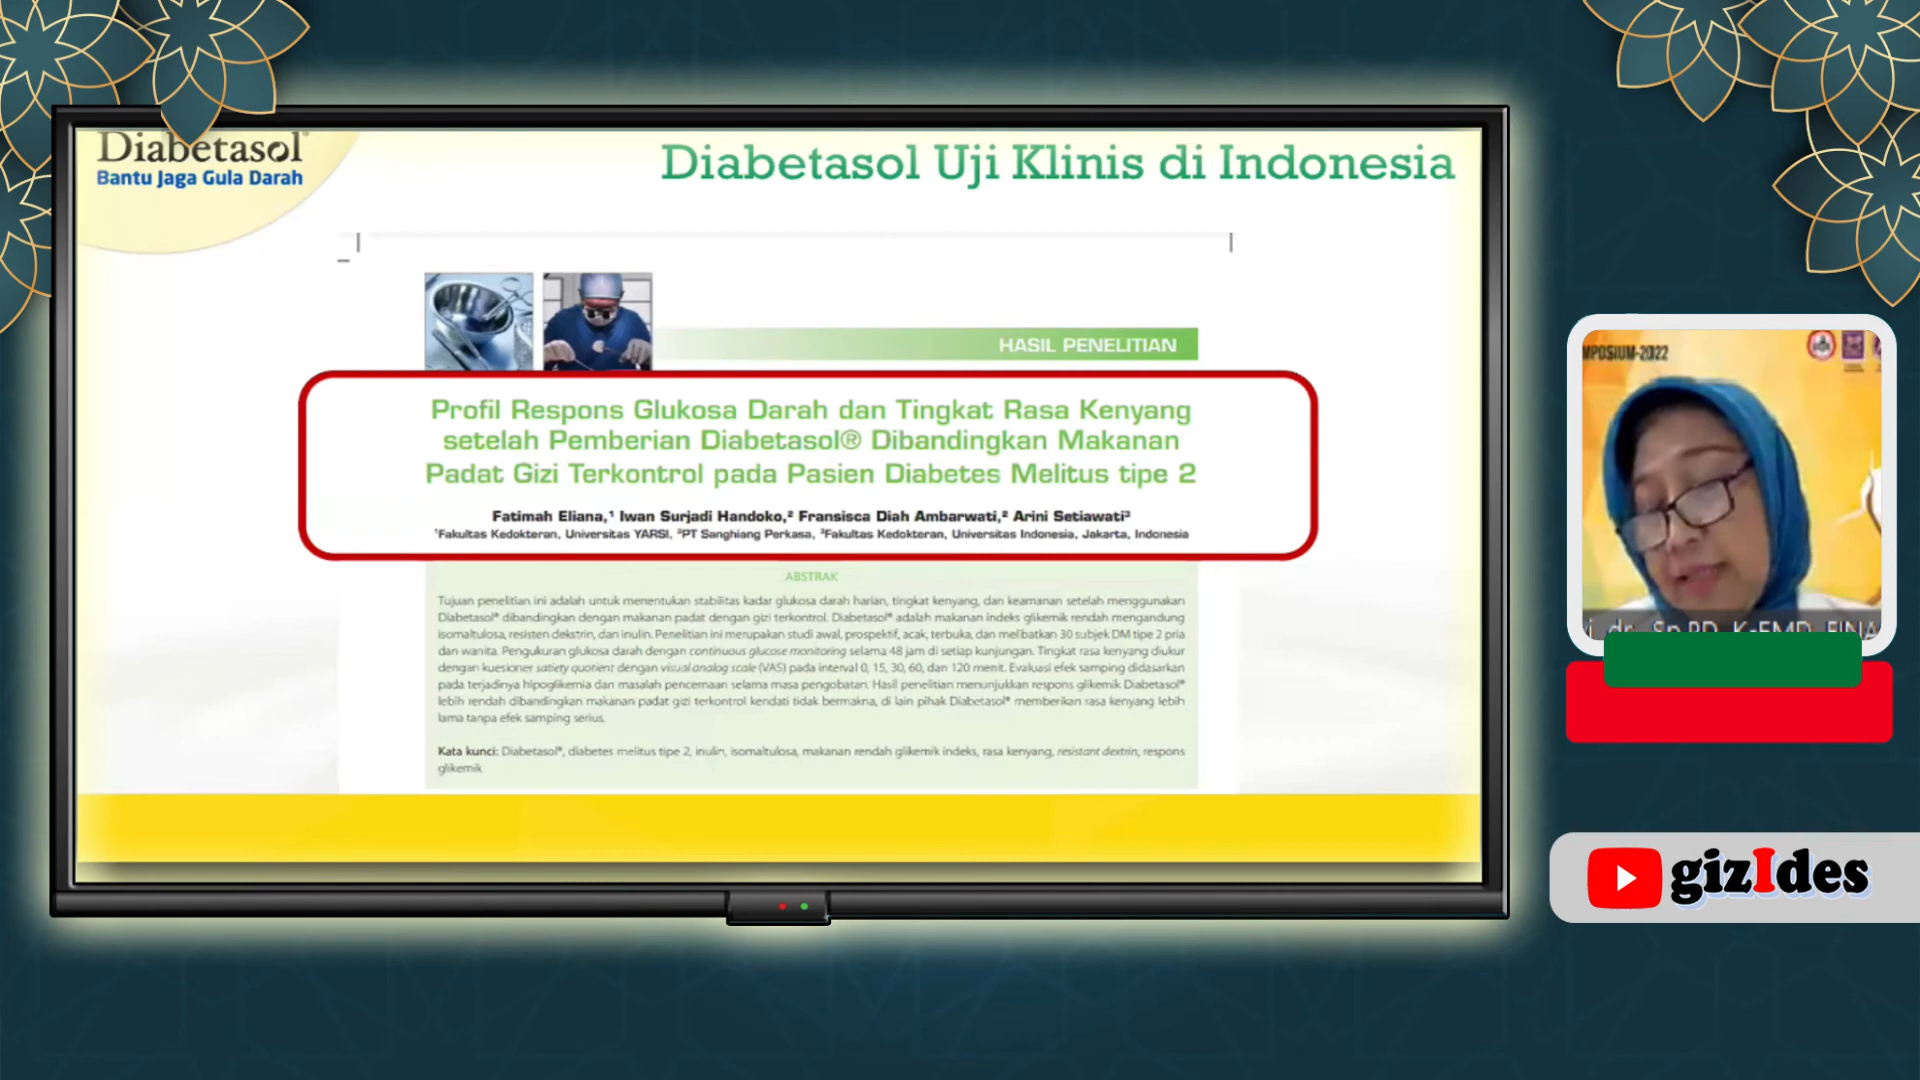 Diabetasol®
Bantu Jaga Gula Darah
Diabetasol Uji Klinis di Indonesia
HASIL PENELITIAN
Profil Respons Glukosa Darah dan Tingkat Rasa Kenyang
setelah Pemberian Diabetasol® Dibandingkan Makanan
Padat Gizi Terkontrol pada Pasien Diabetes Melitus tipe 2
Fatimah Eliana,¹ Iwan Surjadi Handoko,² Fransisca Diah Ambarwati,² Arini Setiawati³
¹Fakultas Kedokteran, Universitas YARSI, ²PT Sanghiang Perkasa, ³Fakultas Kedokteran, Universitas Indonesia, Jakarta, Indonesia
ABSTRAK
Tujuan penelitian ini adalah untuk menentukan stabilitas kadar glukosa darah harian, tingkat kenyang, dan keamanan setelah menggunakan
Diabetasol® dibandingkan dengan makanan padat dengan gizi terkontrol. Diabetasol® adalah makanan indeks glikemik rendah mengandung
isomaltulosa, resisten dekstrin, dan inulin. Penelitian ini merupakan studi awal, prospektif, acak, terbuka, dan melibatkan 30 subjek DM tipe 2 pria
dan wanita. Pengukuran glukosa darah dengan continuous glucose monitoring selama 48 jam di setiap kunjungan. Tingkat rasa kenyang diukur
dengan kuesioner satiety quotient dengan visual analog scale (VAS) pada interval 0, 15, 30, 60, dan 120 menit. Evaluasi efek samping didasarkan
pada terjadinya hipoglikemia dan masalah pencernaan selama masa pengobatan. Hasil penelitian menunjukkan respons glikemik Diabetasol®
lebih rendah dibandingkan makanan padat gizi terkontrol kendati tidak bermakna, di lain pihak Diabetasol® memberikan rasa kenyang lebih
lama tanpa efek samping serius.
Kata kunci: Diabetasol®, diabetes melitus tipe 2, inulin, isomaltulosa, makanan rendah glikemik indeks, rasa kenyang, resistant dextrin, respons
glikemik
MPOSIUM-2022
dr., Sp.PD, K-EMD, FINA
gizIdes